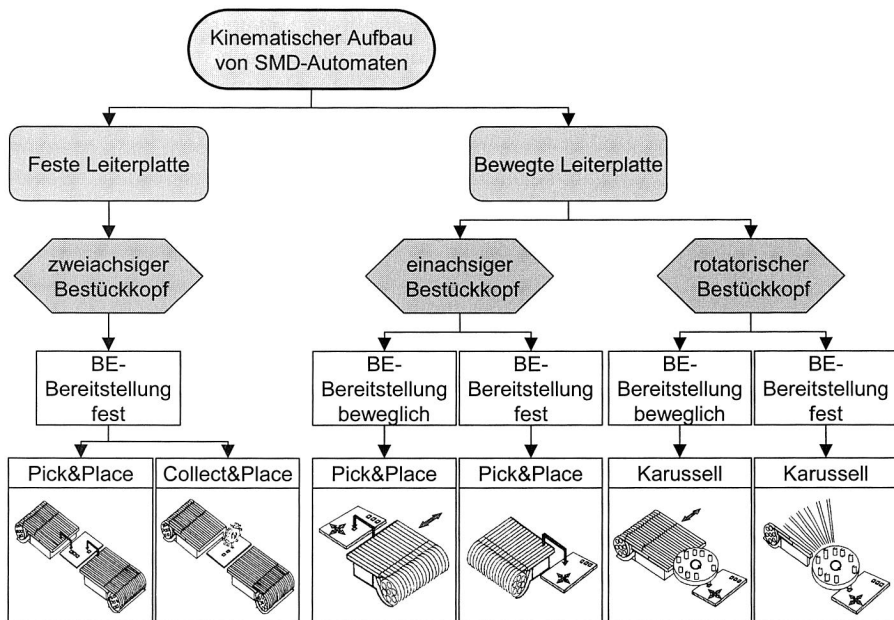 Kinematischer Aufbau
von SMD-Automaten
Feste Leiterplatte
Bewegte Leiterplatte
zweiachsiger
Bestückkopf
einachsiger
Bestückkopf
rotatorischer
Bestückkopf
BE-
Bereitstellung
fest
BE-
Bereitstellung
beweglich
BE-
Bereitstellung
fest
BE-
Bereitstellung
beweglich
BE-
Bereitstellung
fest
Pick&Place
Collect&Place
Pick&Place
Pick&Place
Karussell
Karussell